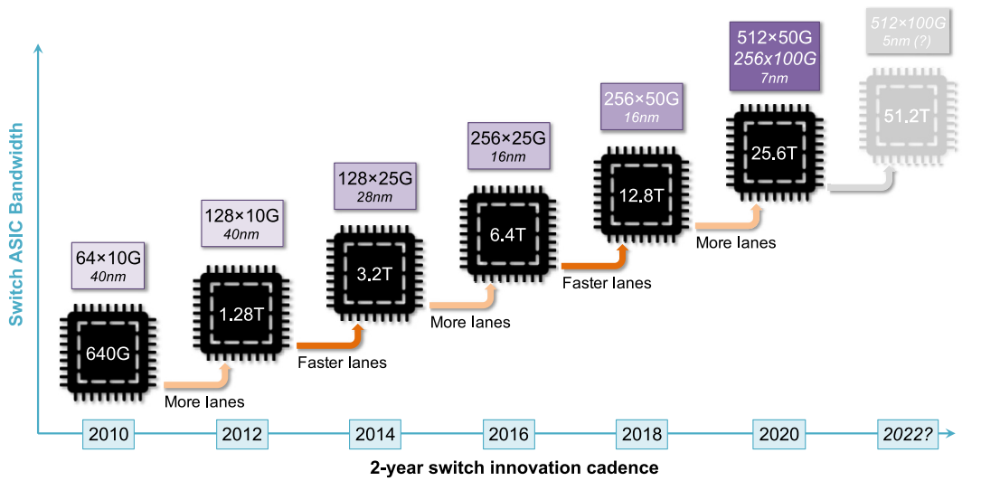 Switch ASIC Bandwidth
64×10G
40nm
640G
More lanes
128×10G
40nm
1.28T
Faster lanes
128×25G
28nm
3.2T
More lanes
256×25G
16nm
6.4T
Faster lanes
256×50G
16nm
12.8T
More lanes
512×50G
256x100G
7nm
25.6T
512×100G
5nm (?)
51.2T
2010
2012
2014
2016
2018
2020
2022?
2-year switch innovation cadence